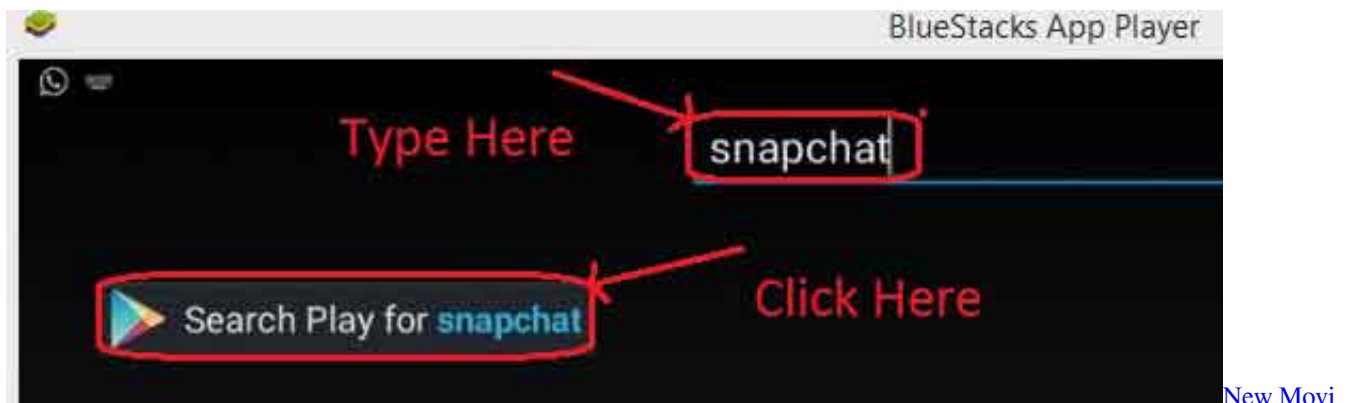 BlueStacks App Player
Type Here
snapchat
Search Play for snapchat
Click Here
New Movi